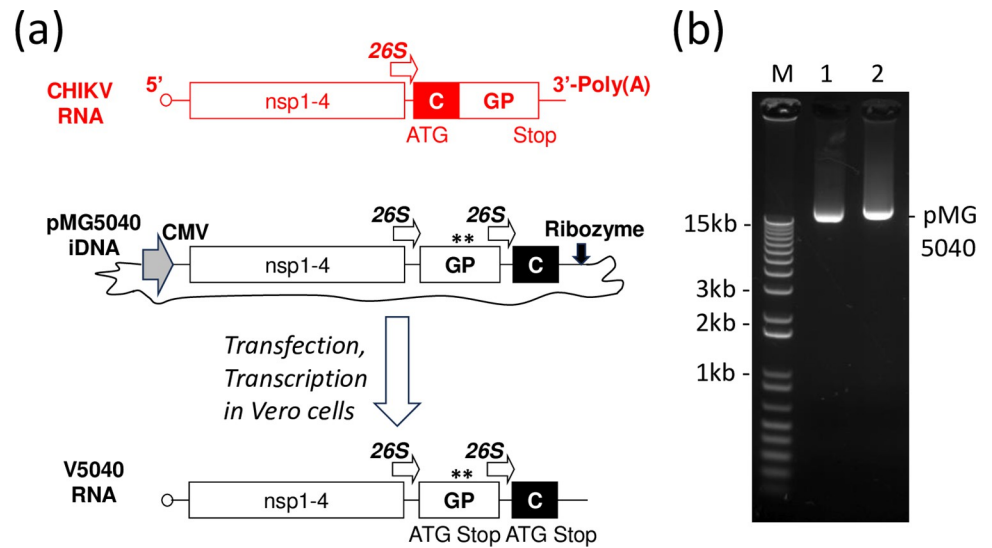 (a)
26S
CHIKV
RNA
5’
nsp1-4
C
GP
3’-Poly(A)
ATG
Stop
pMG5040
iDNA
CMV
26S
26S
Ribozyme
**
nsp1-4
GP
C
Transfection,
Transcription
in Vero cells
V5040
RNA
26S
26S
**
nsp1-4
GP
C
ATG Stop ATG Stop
(b)
M 1 2
15kb -
3kb -
2kb -
1kb -
- pMG
5040